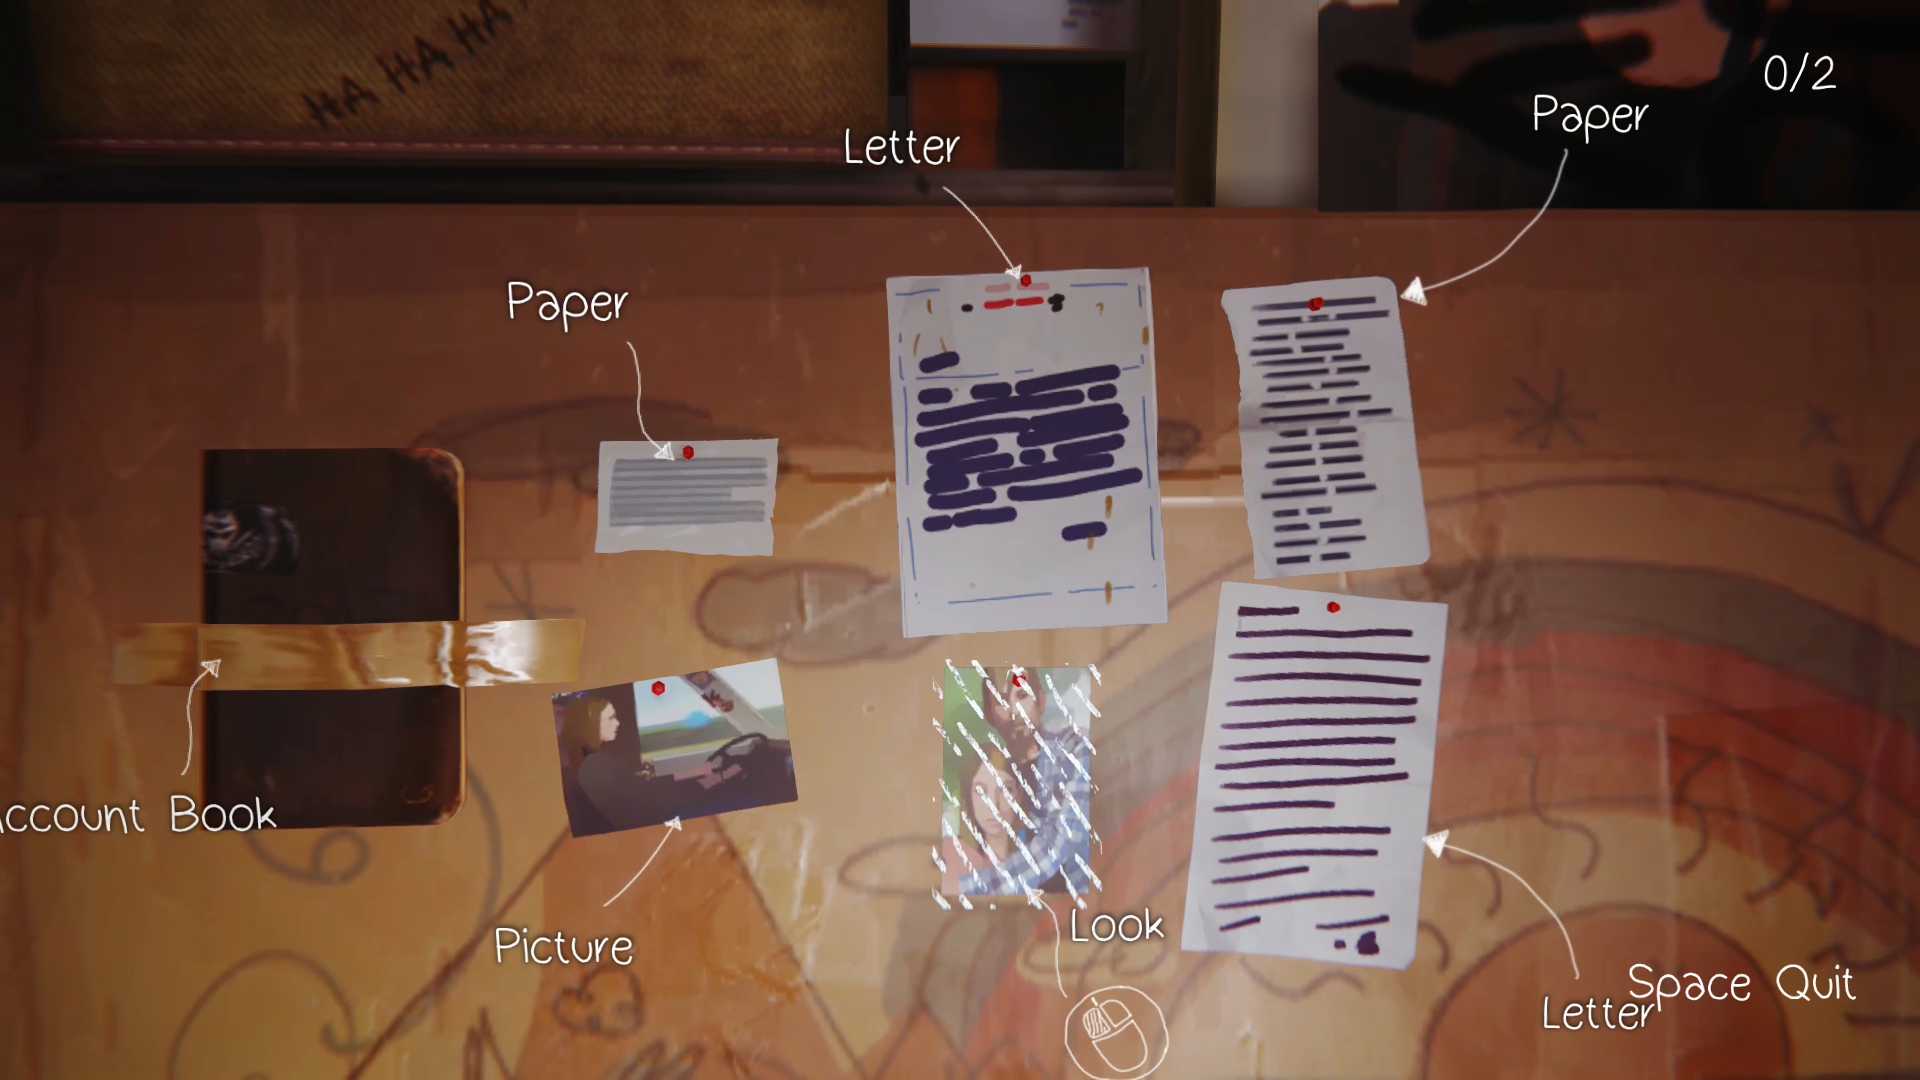 HA HA HA
0/2
Paper
Letter
Paper
Account Book
Look
Picture
Space Quit
Letter